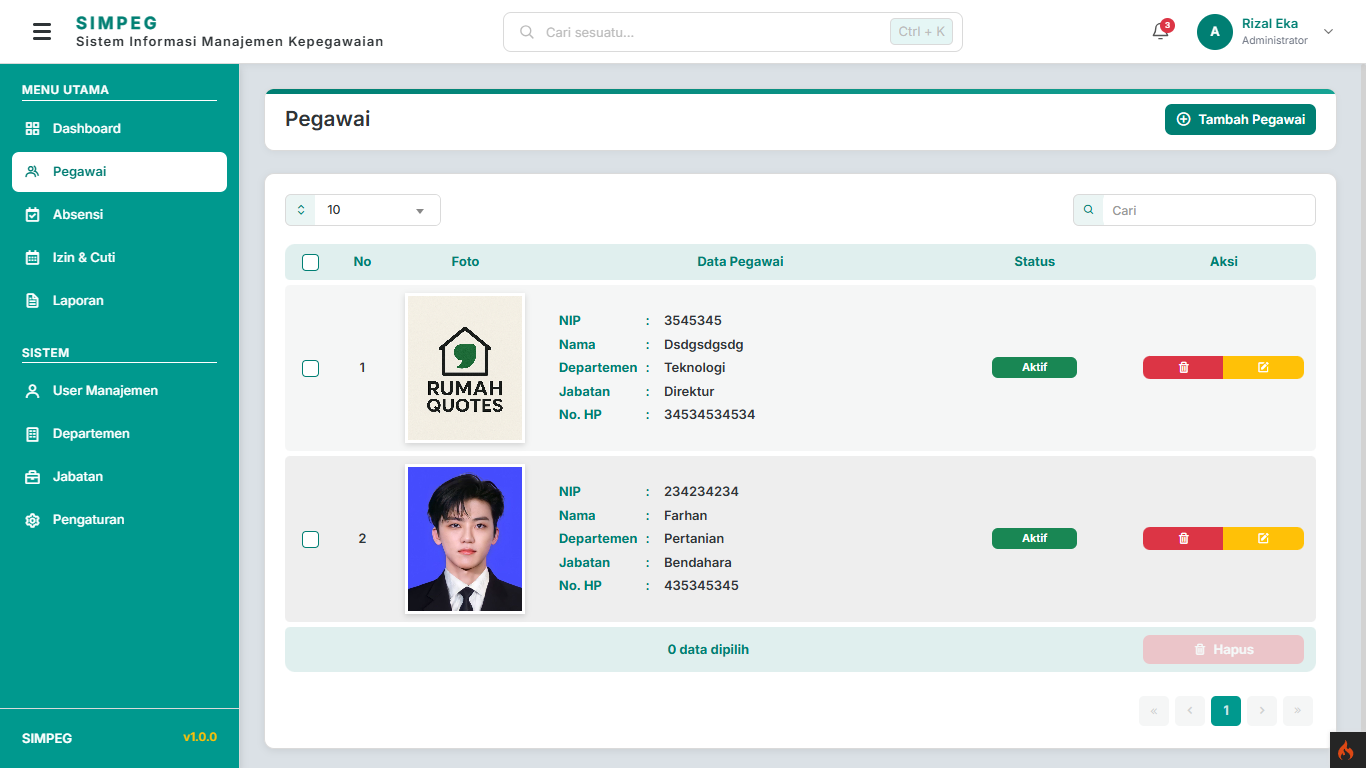 SIMPEG
Sistem Informasi Manajemen Kepegawaian
Cari sesuatu...
Ctrl + K
3
A
Rizal Eka
Administrator
MENU UTAMA
Dashboard
Pegawai
Absensi
Izin & Cuti
Laporan
SISTEM
User Manajemen
Departemen
Jabatan
Pengaturan
SIMPEG v1.0.0
Pegawai
Tambah Pegawai
10
Cari
No Foto Data Pegawai Status Aksi
1
RUMAH
QUOTES
NIP : 3545345
Nama : Dsdgsdgsdg
Departemen : Teknologi
Jabatan : Direktur
No. HP : 34534534534
Aktif
2
NIP : 234234234
Nama : Farhan
Departemen : Pertanian
Jabatan : Bendahara
No. HP : 435345345
Aktif
0 data dipilih
Hapus
« ‹ 1 › »